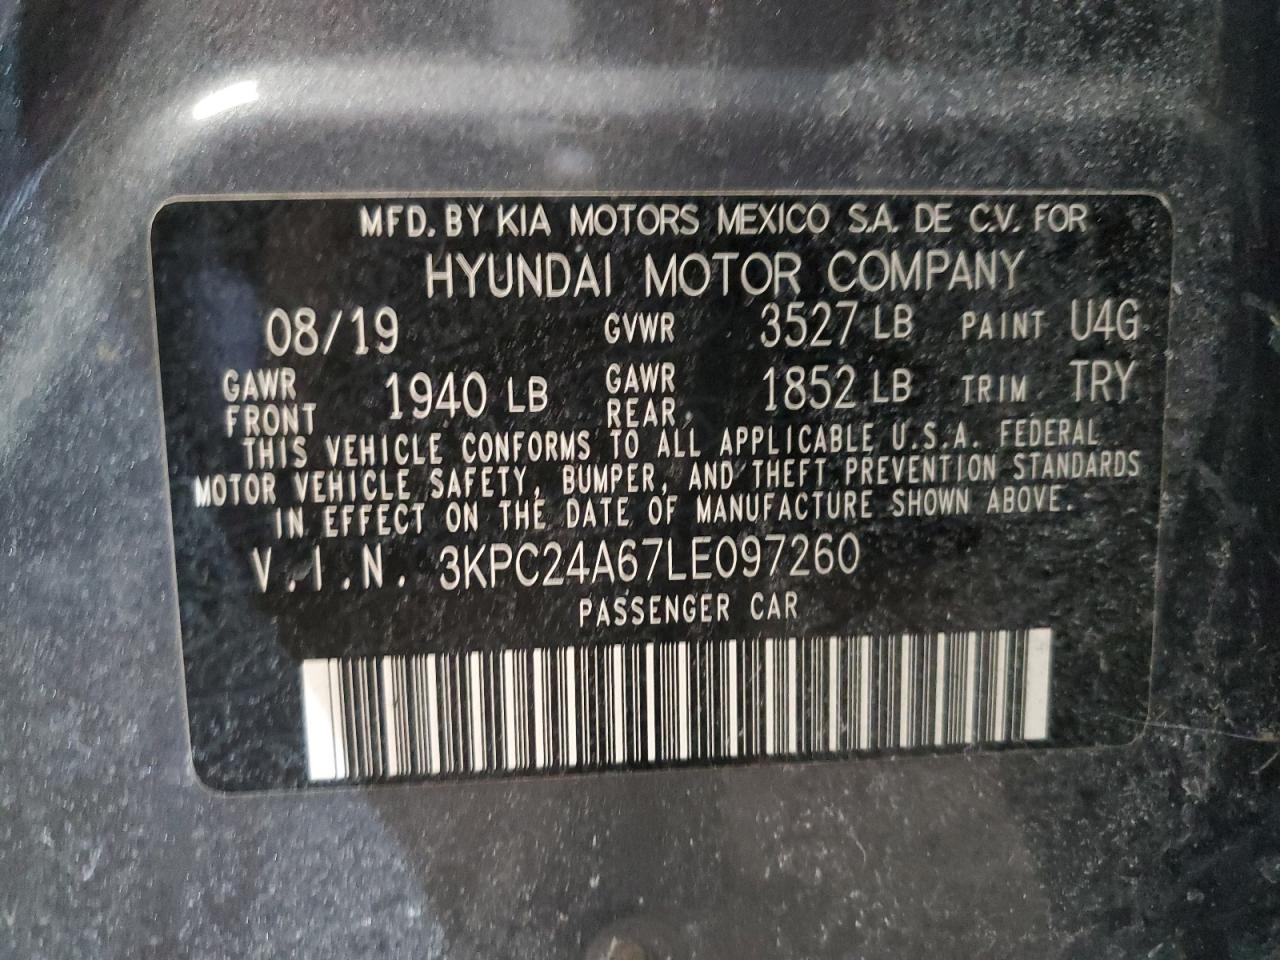 MFD. BY KIA MOTORS MEXICO S.A. DE C.V. FOR
HYUNDAI MOTOR COMPANY
08/19 GVWR 3527 LB PAINT U4G
GAWR FRONT 1940 LB GAWR REAR 1852 LB TRIM TRY
THIS VEHICLE CONFORMS TO ALL APPLICABLE U.S.A. FEDERAL
MOTOR VEHICLE SAFETY, BUMPER, AND THEFT PREVENTION STANDARDS
IN EFFECT ON THE DATE OF MANUFACTURE SHOWN ABOVE.
V.I.N. 3KPC24A67LE097260
PASSENGER CAR